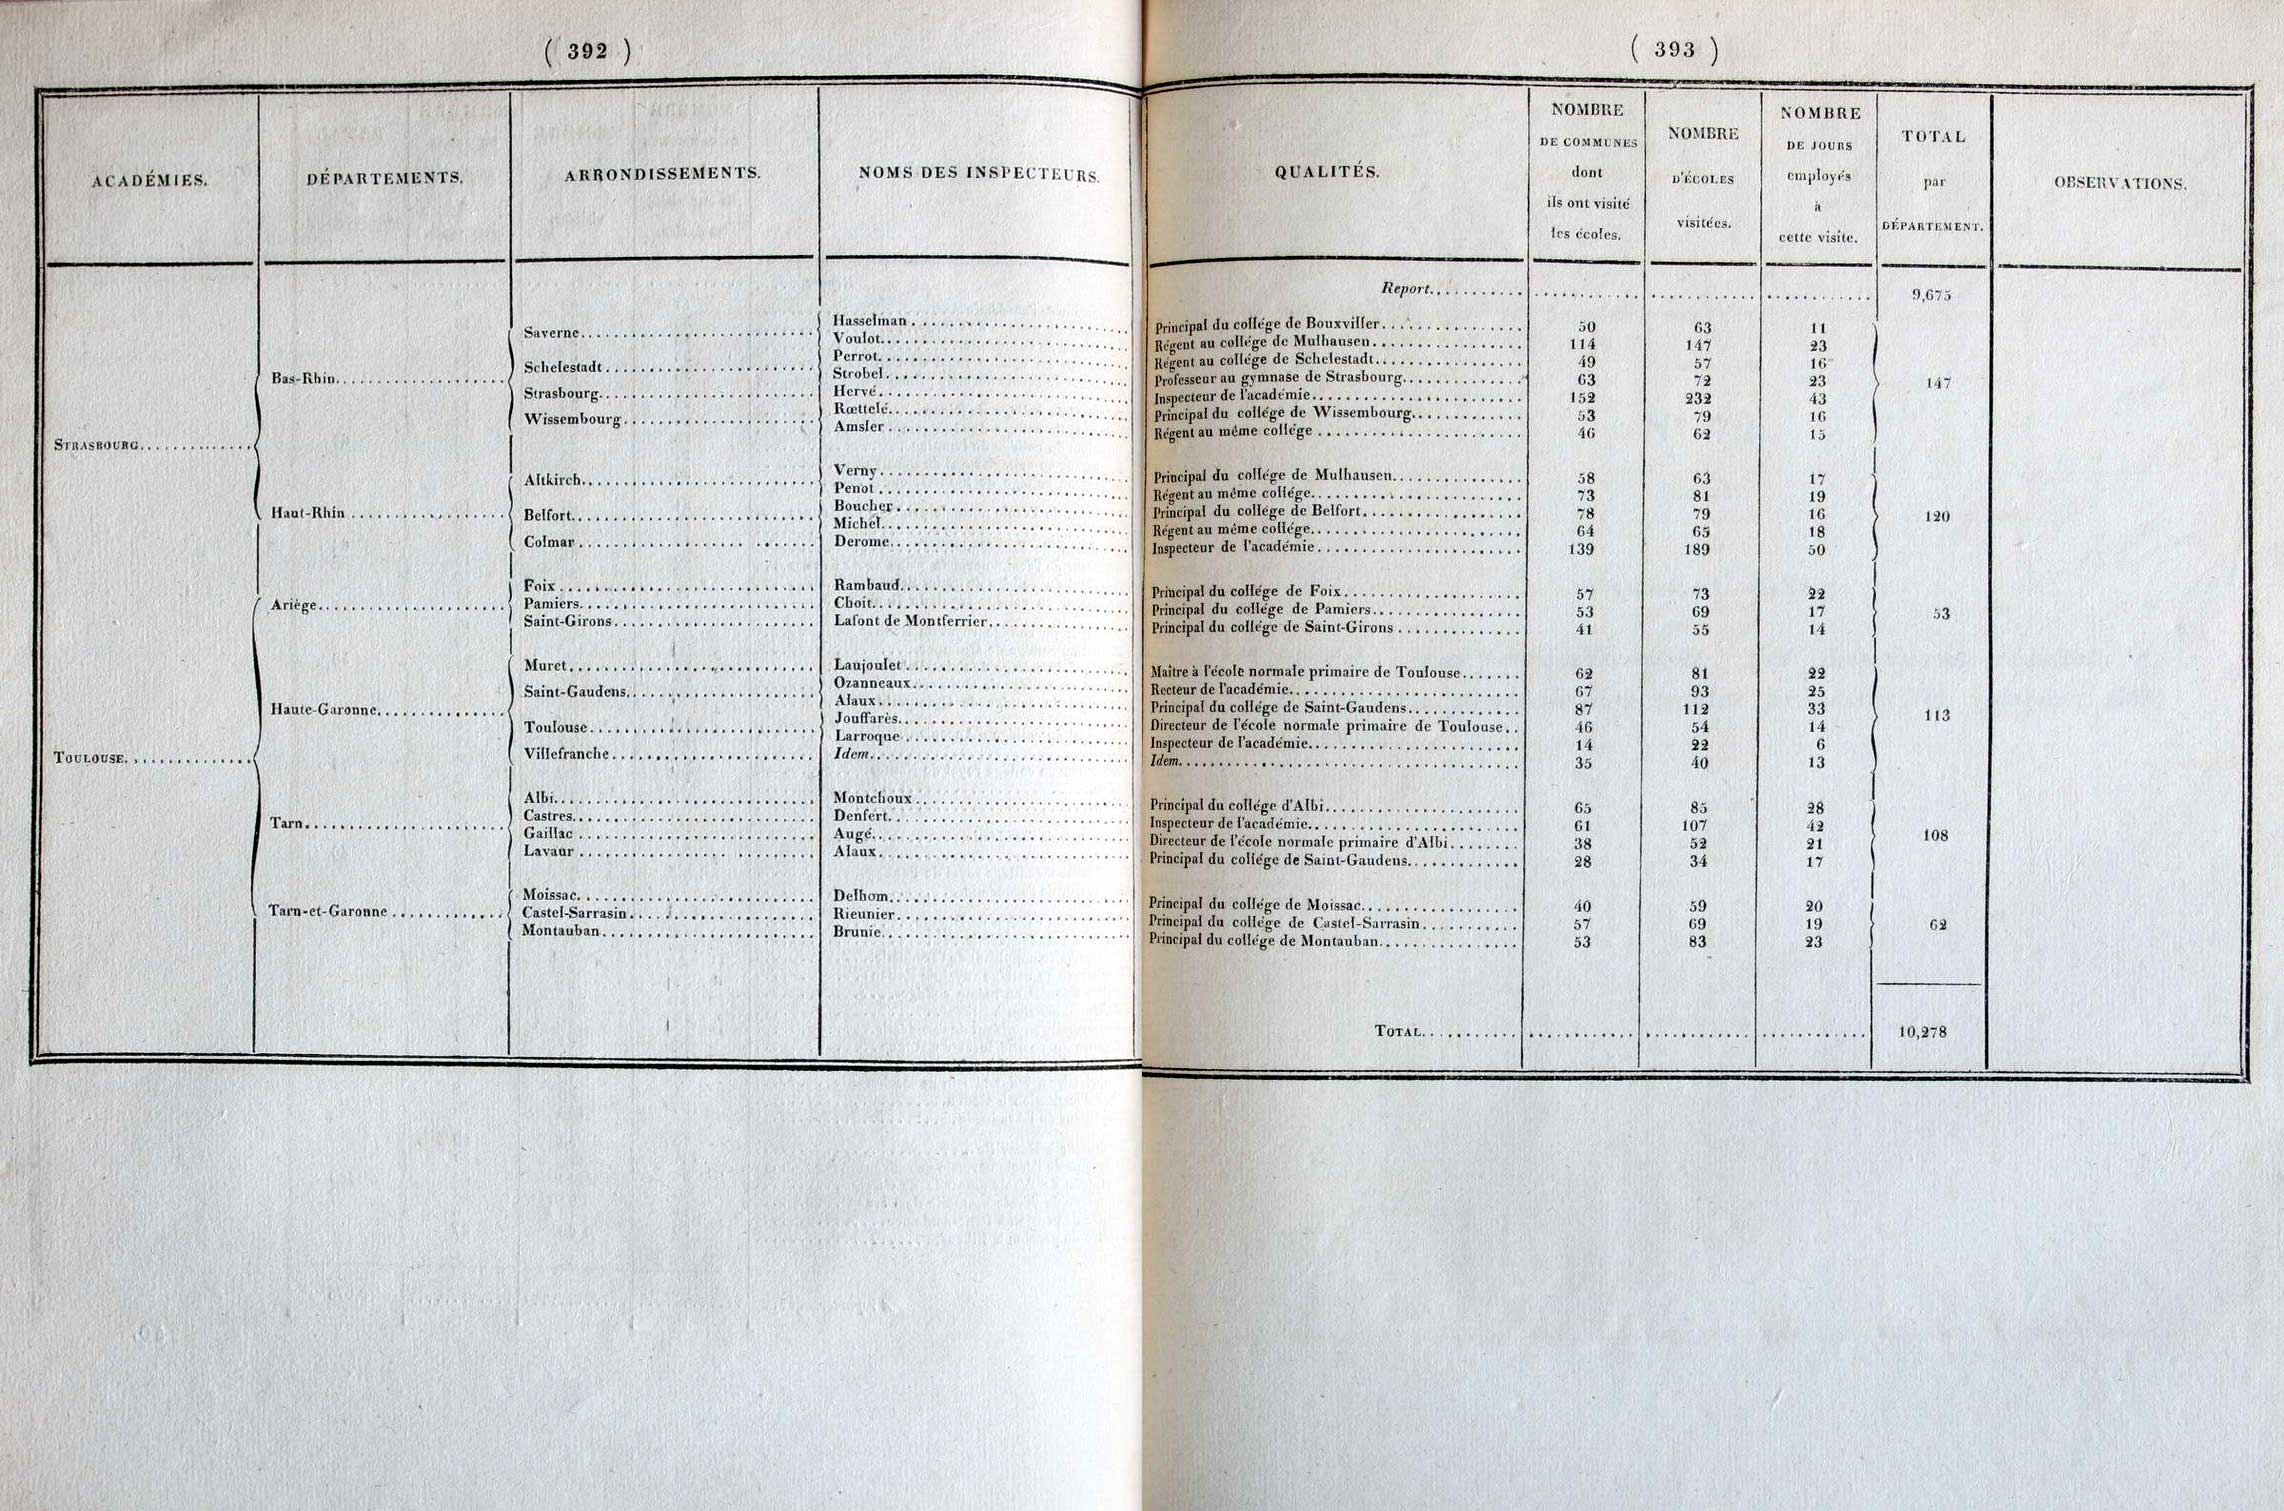 ( 392 )
ACADÉMIES. DÉPARTEMENTS. ARRONDISSEMENTS. NOMS DES INSPECTEURS.
Saverne Hasselman
Voulot
Schelestadt Perrot
Strobel
Bas-Rhin Strasbourg Hervé
Wissembourg Rœttelé
Amsler
STRASBOURG
Altkirch Verny
Penot
Haut-Rhin Belfort Boucher
Michel
Colmar Derome
Foix Rambaud
Ariège Pamiers Choit
Saint-Girons Lafont de Montferrier
Muret Laujoulet
Saint-Gaudens Ozanneaux
Alaux
Haute-Garonne Toulouse Jouffarès
Larroque
TOULOUSE Villefranche Idem
Albi Montchoux
Castres Denfert
Tarn Gaillac Augé
Lavaur Alaux
Moissac Delhom
Tarn-et-Garonne Castel-Sarrasin Rieunier
Montauban Brunie
( 393 )
QUALITÉS. NOMBRE DE COMMUNES dont ils ont visité les écoles. NOMBRE D'ÉCOLES visitées. NOMBRE DE JOURS employés à cette visite. TOTAL par DÉPARTEMENT. OBSERVATIONS.
Report 9,675
Principal du collége de Bouxviller 50 63 11
Régent au collége de Mulhausen 114 147 23
Régent au collége de Schelestadt 49 57 16
Professeur au gymnase de Strasbourg 63 72 23 147
Inspecteur de l'académie 152 232 43
Principal du collége de Wissembourg 53 79 16
Régent au même collége 46 62 15
Principal du collége de Mulhausen 58 63 17
Régent au même collége 73 81 19
Principal du collége de Belfort 78 79 16 120
Régent au même collége 64 65 18
Inspecteur de l'académie 139 189 50
Principal du collége de Foix 57 73 22
Principal du collége de Pamiers 53 69 17 53
Principal du collége de Saint-Girons 41 55 14
Maître à l'école normale primaire de Toulouse 62 81 22
Recteur de l'académie 67 93 25
Principal du collége de Saint-Gaudens 87 112 33 113
Directeur de l'école normale primaire de Toulouse 46 54 14
Inspecteur de l'académie 14 22 6
Idem 35 40 13
Principal du collége d'Albi 65 85 28
Inspecteur de l'académie 61 107 42 108
Directeur de l'école normale primaire d'Albi 38 52 21
Principal du collége de Saint-Gaudens 28 34 17
Principal du collége de Moissac 40 59 20
Principal du collége de Castel-Sarrasin 57 69 19 62
Principal du collége de Montauban 53 83 23
TOTAL 10,278